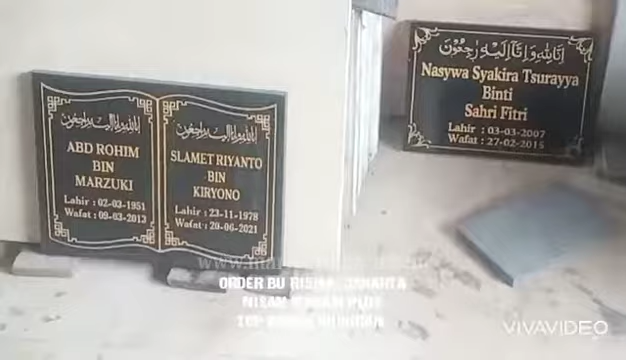 إنا لله وإنا إليه راجعون
ABD ROHIM
BIN
MARZUKI
Lahir : 02-03-1951
Wafat : 09-03-2013
إنا لله وإنا إليه راجعون
SLAMET RIYANTO
BIN
KIRYONO
Lahir : 23-11-1978
Wafat : 20-06-2021
إنا لله وإنا إليه راجعون
Nasywa Syakira Tsurayya
Binti
Sahri Fitri
Lahir : 03-03-2007
Wafat : 27-02-2015
ORDER BU
VIVAVIDEO